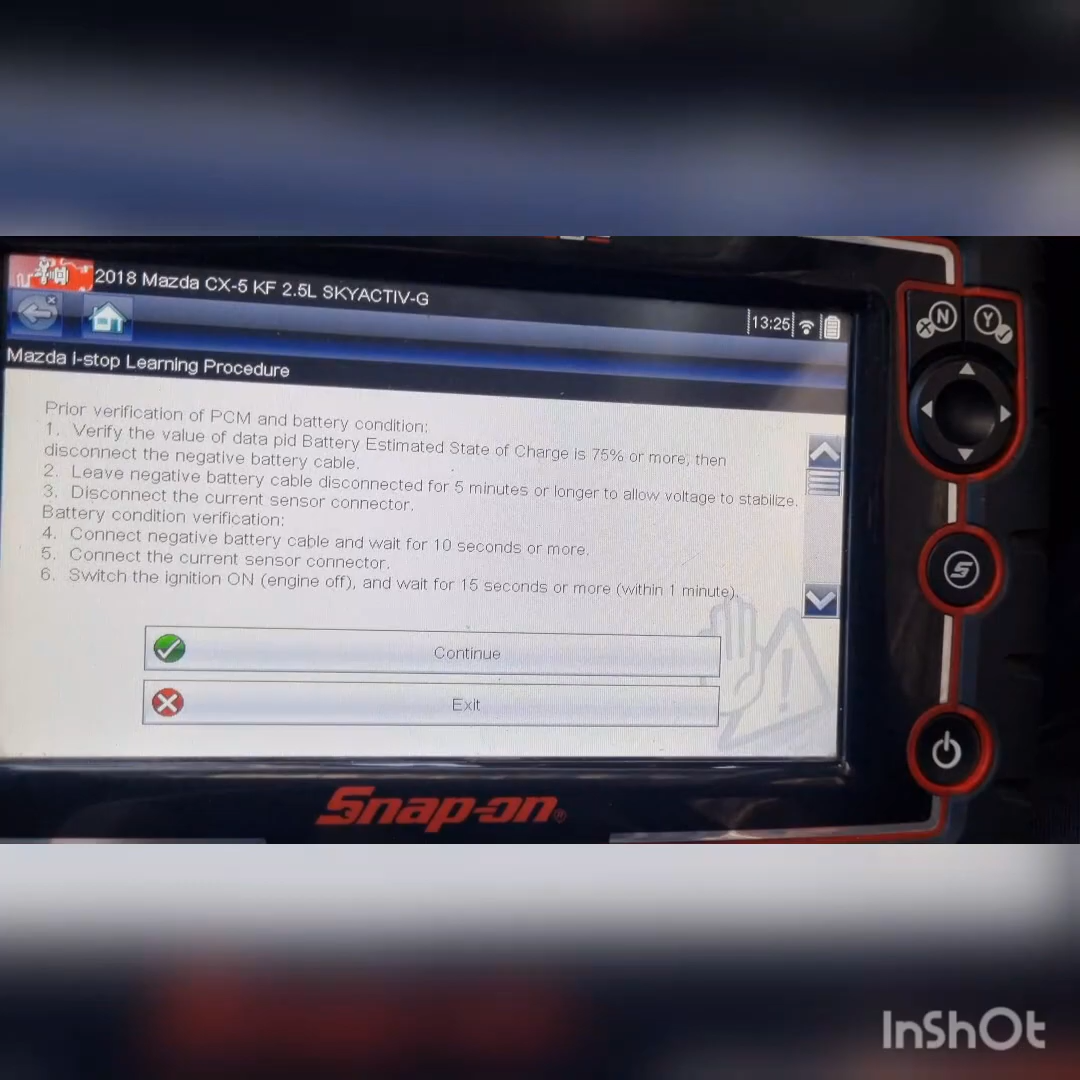 2018 Mazda CX-5 KF 2.5L SKYACTIV-G
13:25
N
Y
Mazda i-stop Learning Procedure
Prior verification of PCM and battery condition:
1. Verify the value of data pid Battery Estimated State of Charge is 75% or more, then
disconnect the negative battery cable.
2. Leave negative battery cable disconnected for 5 minutes or longer to allow voltage to stabilize.
3. Disconnect the current sensor connector.
Battery condition verification:
4. Connect negative battery cable and wait for 10 seconds or more.
5. Connect the current sensor connector.
6. Switch the ignition ON (engine off), and wait for 15 seconds or more (within 1 minute).
Continue
Exit
S
Snap-on®
InShOt